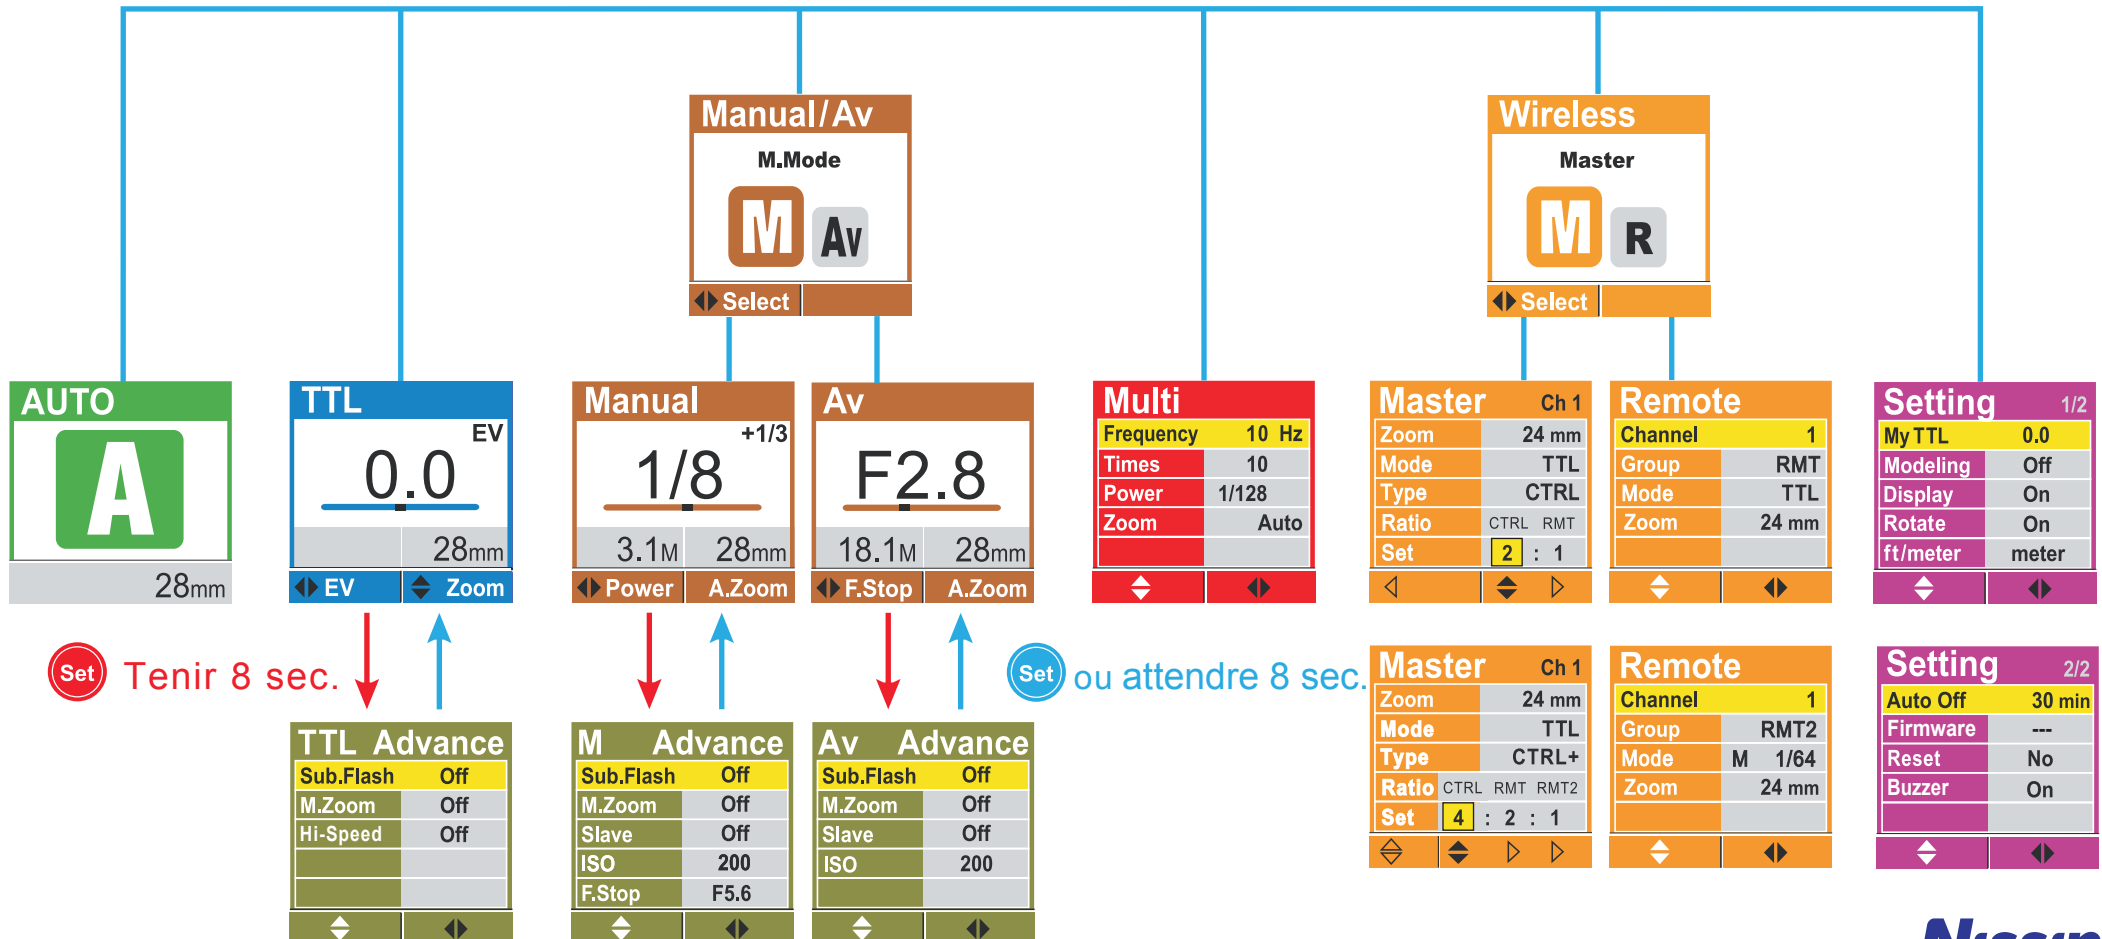 Manual/Av
M.Mode
M Av
Select
Wireless
Master
M R
Select
AUTO
A
28mm
TTL
EV
0.0
28mm
EV Zoom
Manual
+1/3
1/8
3.1M 28mm
Power A.Zoom
Av
F2.8
18.1M 28mm
F.Stop A.Zoom
Multi
Frequency 10 Hz
Times 10
Power 1/128
Zoom Auto
Master Ch 1
Zoom 24 mm
Mode TTL
Type CTRL
Ratio CTRL RMT
Set 2 : 1
Remote
Channel 1
Group RMT
Mode TTL
Zoom 24 mm
Setting 1/2
My TTL 0.0
Modeling Off
Display On
Rotate On
ft/meter meter
Set Tenir 8 sec.
Set ou attendre 8 sec.
TTL Advance
Sub.Flash Off
M.Zoom Off
Hi-Speed Off
M Advance
Sub.Flash Off
M.Zoom Off
Slave Off
ISO 200
F.Stop F5.6
Av Advance
Sub.Flash Off
M.Zoom Off
Slave Off
ISO 200
Master Ch 1
Zoom 24 mm
Mode TTL
Type CTRL+
Ratio CTRL RMT RMT2
Set 4 : 2 : 1
Remote
Channel 1
Group RMT2
Mode M 1/64
Zoom 24 mm
Setting 2/2
Auto Off 30 min
Firmware ---
Reset No
Buzzer On
Nissin